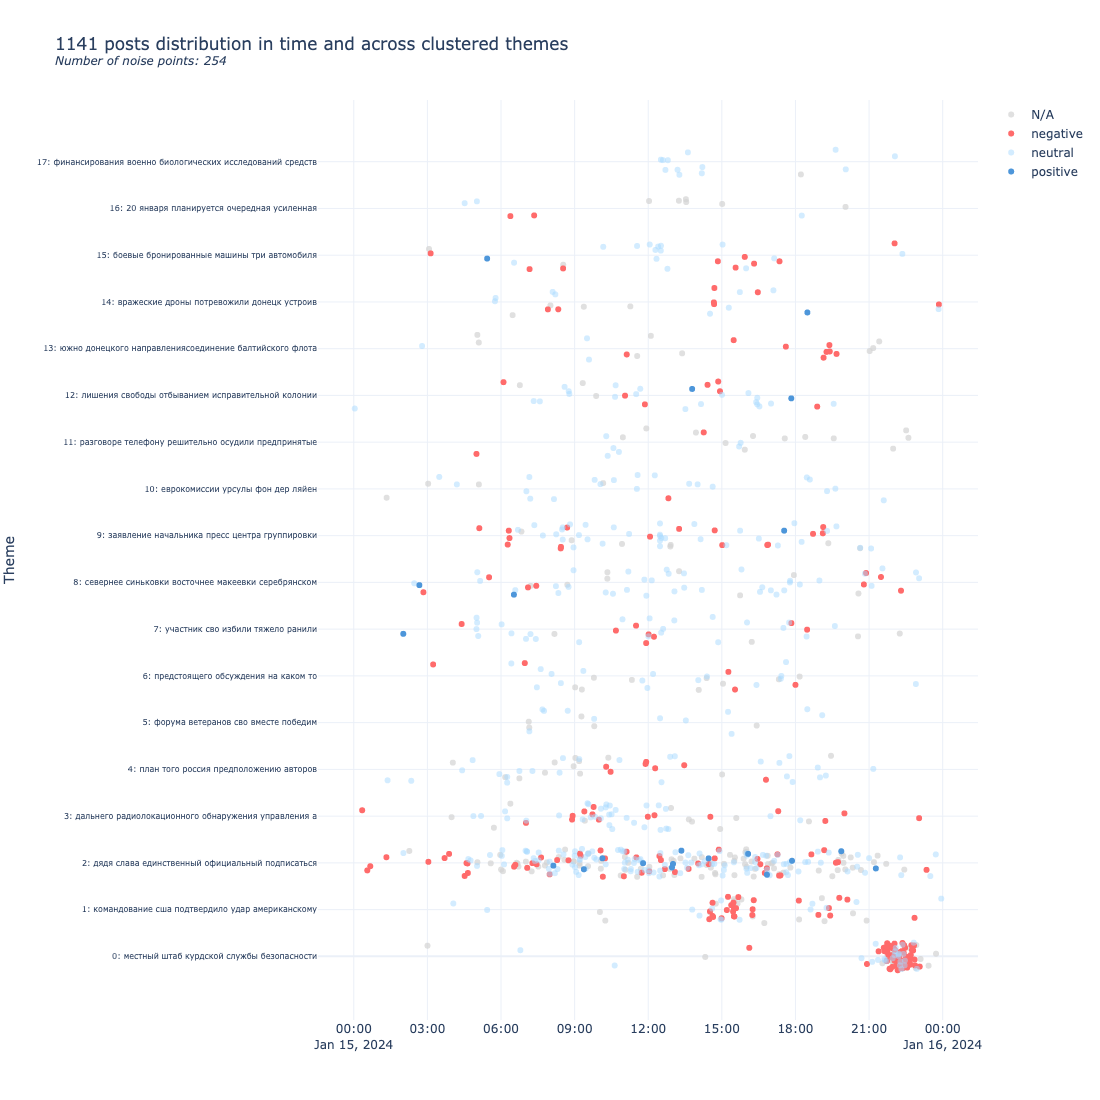 1141 posts distribution in time and across clustered themes
Number of noise points: 254
N/A
negative
neutral
positive
Theme
17: финансирования военно биологических исследований средств
16: 20 января планируется очередная усиленная
15: боевые бронированные машины три автомобиля
14: вражеские дроны потревожили донецк устроив
13: южно донецкого направлениясоединение балтийского флота
12: лишения свободы отбыванием исправительной колонии
11: разговоре телефону решительно осудили предпринятые
10: еврокомиссии урсулы фон дер ляйен
9: заявление начальника пресс центра группировки
8: севернее синьковки восточнее макеевки серебрянском
7: участник сво избили тяжело ранили
6: предстоящего обсуждения на каком то
5: форума ветеранов сво вместе победим
4: план того россия предположению авторов
3: дальнего радиолокационного обнаружения управления а
2: дядя слава единственный официальный подписаться
1: командование сша подтвердило удар американскому
0: местный штаб курдской службы безопасности
00:00 03:00 06:00 09:00 12:00 15:00 18:00 21:00 00:00
Jan 15, 2024 Jan 16, 2024